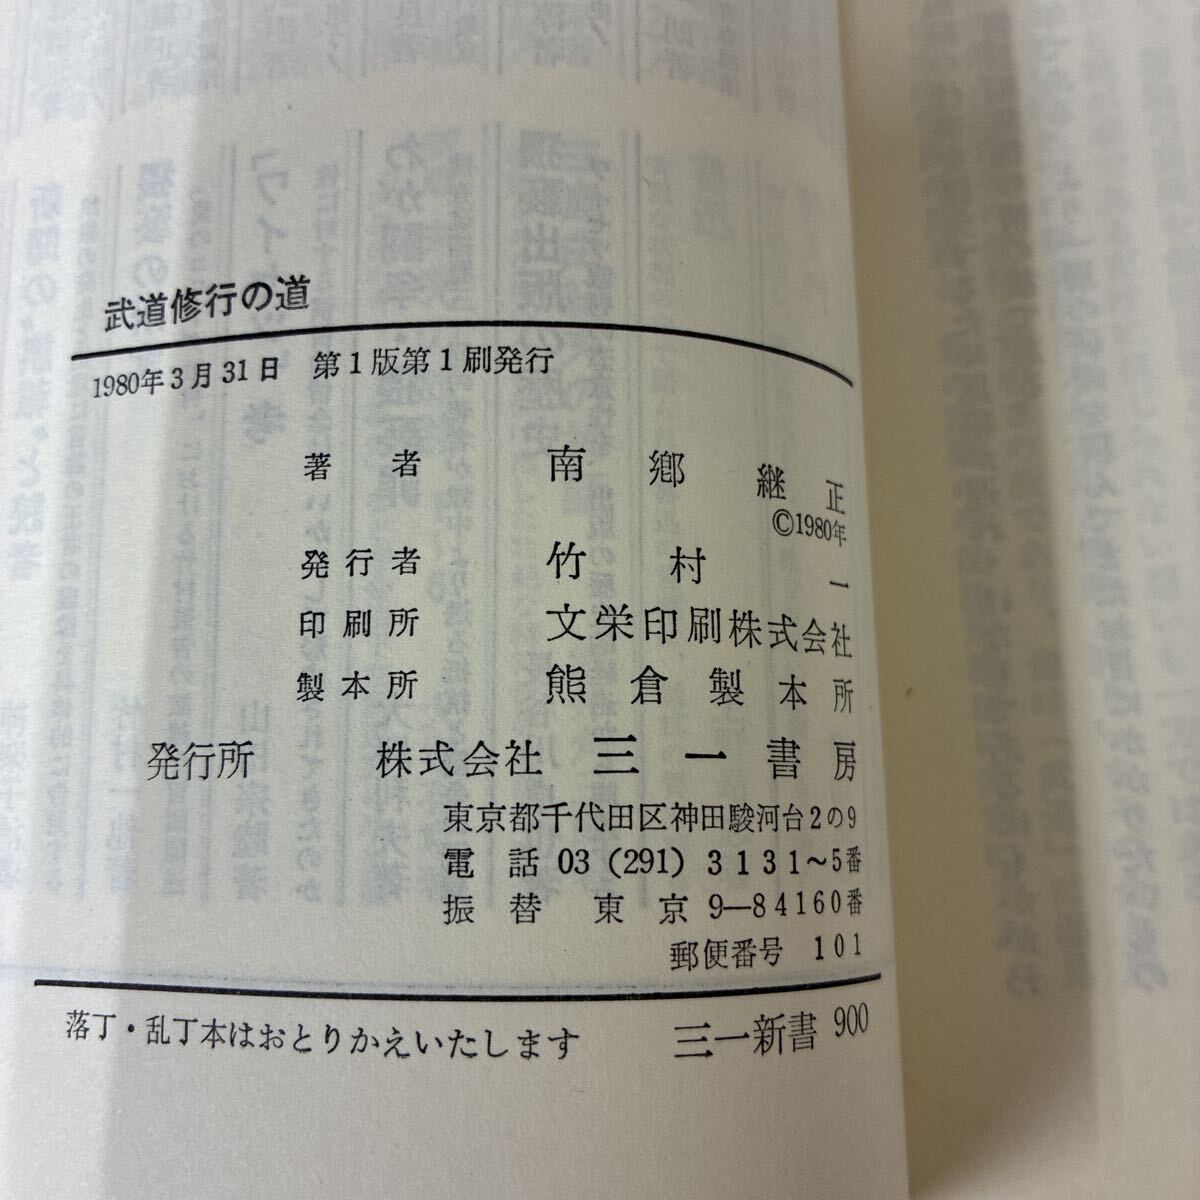 武道修行の道
1980年3月31日　第1版第1刷発行
著者　南郷継正
©1980年
発行者　竹村一
印刷所　文栄印刷株式会社
製本所　熊倉製本所
発行所　株式会社三一書房
東京都千代田区神田駿河台2の9
電話 03 (291) 3131〜5番
振替 東京 9—84160番
郵便番号 101
落丁・乱丁本はおとりかえいたします　三一新書 900